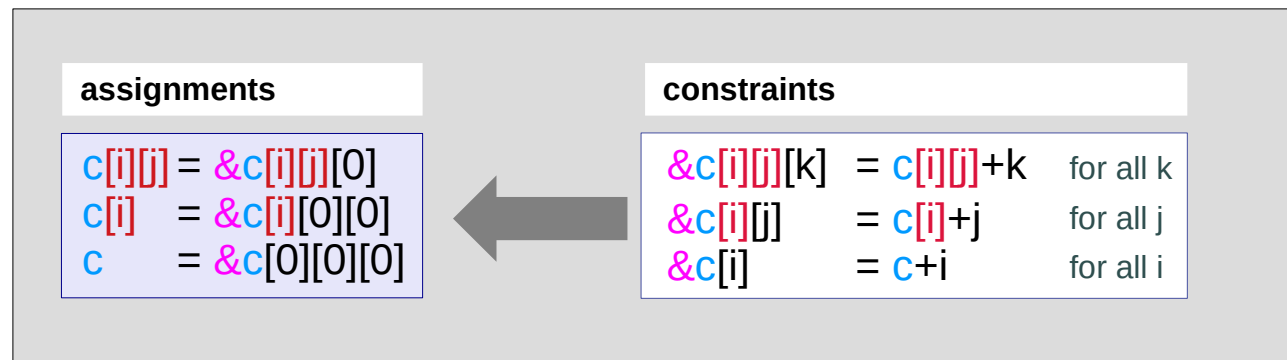 assignments
c[i][j] = &c[i][j][0]
c[i] = &c[i][0][0]
c = &c[0][0][0]
constraints
&c[i][j][k] = c[i][j]+k for all k
&c[i][j] = c[i]+j for all j
&c[i] = c+i for all i